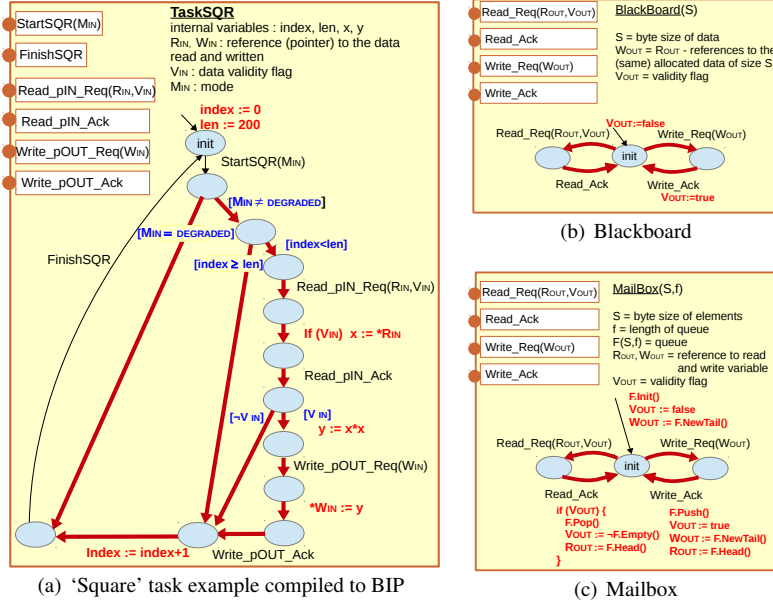 TaskSQR
internal variables : index, len, x, y
RIN, WIN : reference (pointer) to the data
read and written
VIN : data validity flag
MIN : mode
StartSQR(MIN)
FinishSQR
Read_pIN_Req(RIN,VIN)
Read_pIN_Ack
Write_pOUT_Req(WIN)
Write_pOUT_Ack
index := 0
len := 200
init
StartSQR(MIN)
[MIN ≠ DEGRADED]
[MIN = DEGRADED]
[index<len]
[index ≥ len]
FinishSQR
Read_pIN_Req(RIN,VIN)
If (VIN) x := *RIN
Read_pIN_Ack
[¬V IN]
[V IN]
y := x*x
Write_pOUT_Req(WIN)
*WIN := y
Index := index+1
Write_pOUT_Ack
(a) 'Square' task example compiled to BIP
Read_Req(ROUT,VOUT)
Read_Ack
Write_Req(WOUT)
Write_Ack
BlackBoard(S)
S = byte size of data
WOUT = ROUT - references to the
(same) allocated data of size S
VOUT = validity flag
VOUT:=false
Read_Req(ROUT,VOUT)
Write_Req(WOUT)
init
Read_Ack
Write_Ack
VOUT:=true
(b) Blackboard
Read_Req(ROUT,VOUT)
Read_Ack
Write_Req(WOUT)
Write_Ack
MailBox(S,f)
S = byte size of elements
f = length of queue
F(S,f) = queue
ROUT, WOUT = reference to read
and write variable
VOUT = validity flag
F.Init()
VOUT := false
WOUT := F.NewTail()
Read_Req(ROUT,VOUT)
Write_Req(WOUT)
init
Read_Ack
Write_Ack
if (VOUT) {
F.Pop()
VOUT := ¬F.Empty()
ROUT := F.Head()
}
F.Push()
VOUT := true
WOUT := F.NewTail()
ROUT := F.Head()
(c) Mailbox